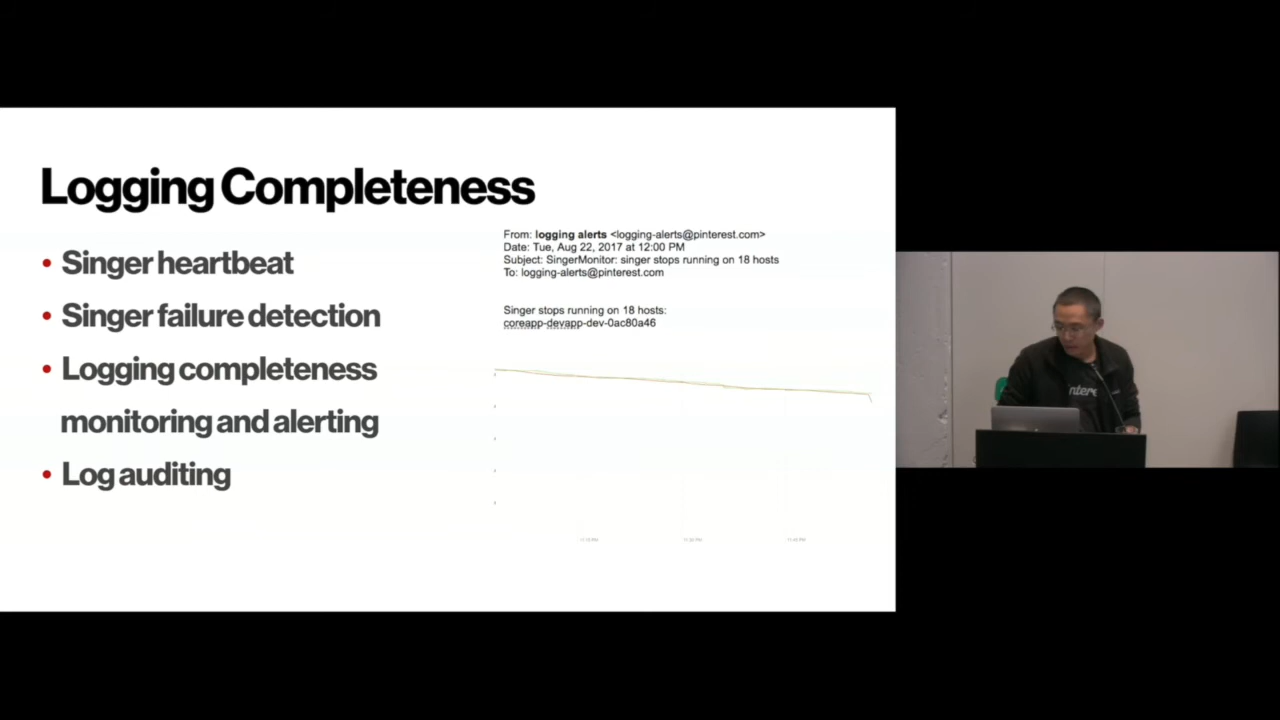 Logging Completeness
• Singer heartbeat
• Singer failure detection
• Logging completeness
monitoring and alerting
• Log auditing
From: logging alerts <logging-alerts@pinterest.com>
Date: Tue, Aug 22, 2017 at 12:00 PM
Subject: SingerMonitor: singer stops running on 18 hosts
To: logging-alerts@pinterest.com
Singer stops running on 18 hosts:
coreapp-devapp-dev-0ac80a46